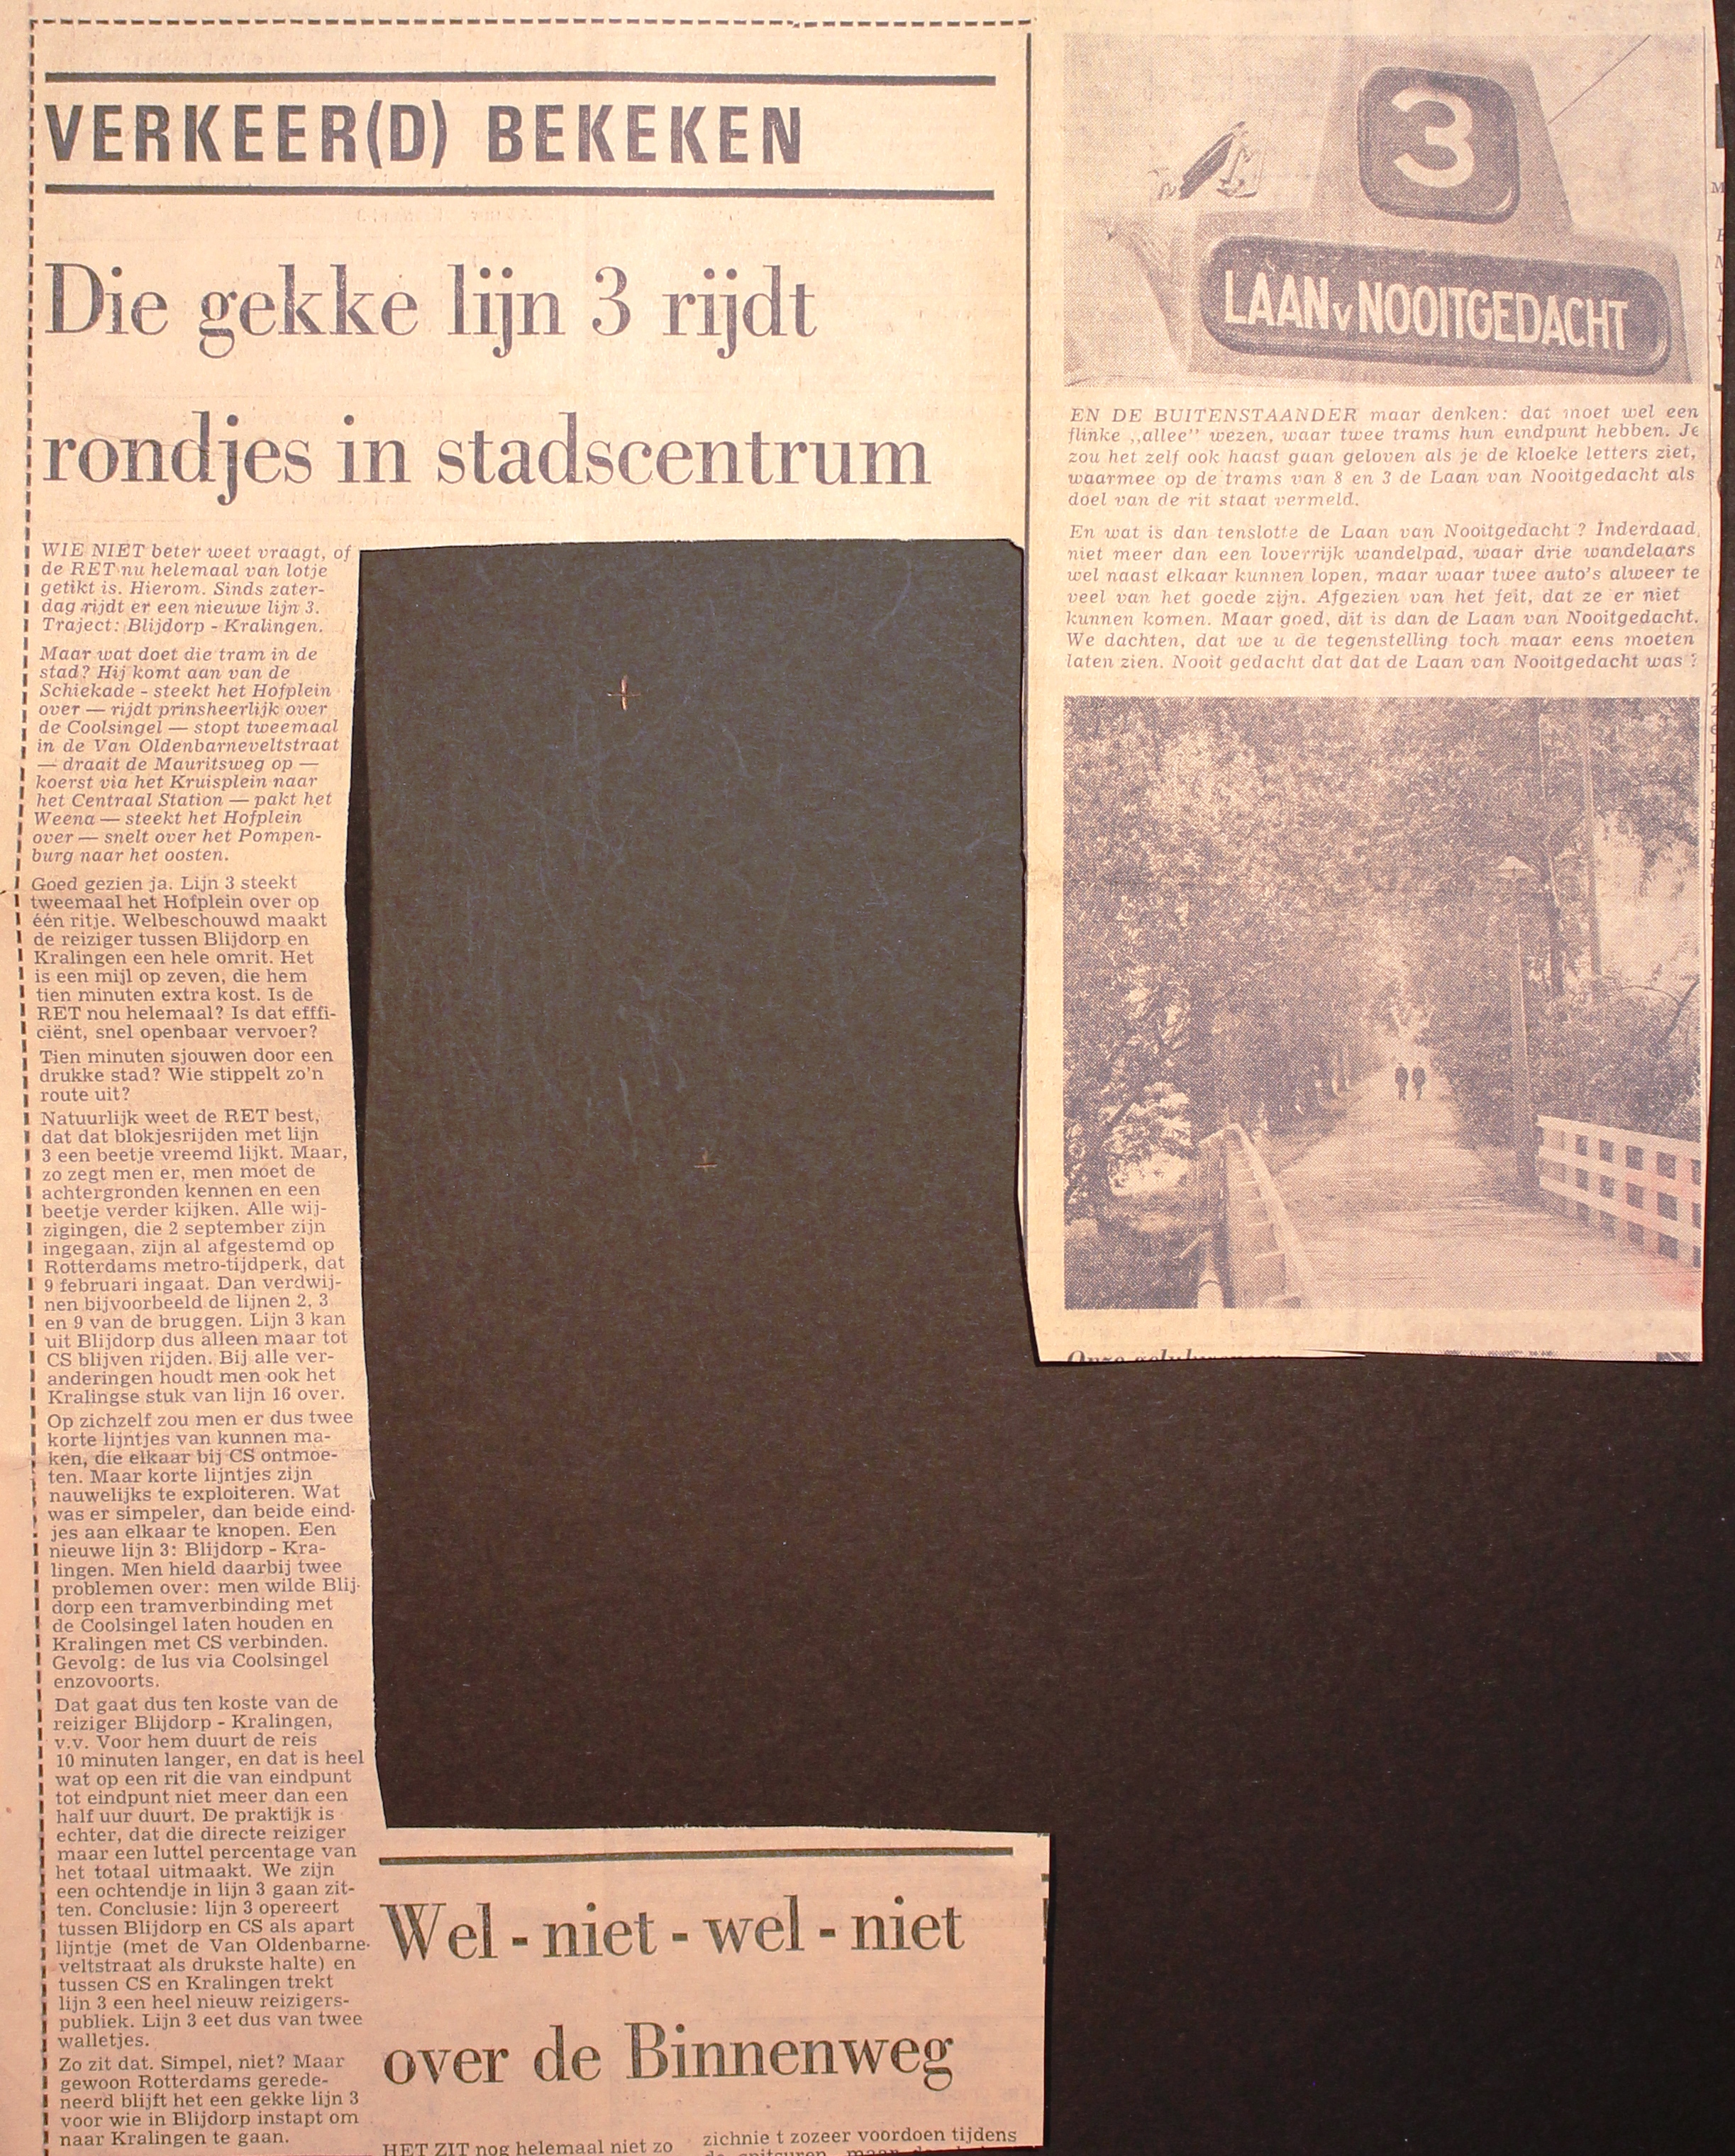 VERKEER(D) BEKEKEN
Die gekke lijn 3 rijdt
rondjes in stadscentrum
WIE NIET beter weet vraagt, of
de RET nu helemaal van lotje
getikt is. Hierom. Sinds zater-
dag rijdt er een nieuwe lijn 3.
Traject: Blijdorp - Kralingen.
Maar wat doet die tram in de
stad? Hij komt aan van de
Schiekade - steekt het Hofplein
over — rijdt prinsheerlijk over
de Coolsingel — stopt tweemaal
in de Van Oldenbarneveltstraat
— draait de Mauritsweg op —
koerst via het Kruisplein naar
het Centraal Station — pakt het
Weena — steekt het Hofplein
over — snelt over het Pompen-
burg naar het oosten.
Goed gezien ja. Lijn 3 steekt
tweemaal het Hofplein over op
één ritje. Welbeschouwd maakt
de reiziger tussen Blijdorp en
Kralingen een hele omrit. Het
is een mijl op zeven, die hem
tien minuten extra kost. Is de
RET nou helemaal? Is dat efffi-
ciënt, snel openbaar vervoer?
Tien minuten sjouwen door een
drukke stad? Wie stippelt zo'n
route uit?
Natuurlijk weet de RET best,
dat dat blokjesrijden met lijn
3 een beetje vreemd lijkt. Maar,
zo zegt men er, men moet de
achtergronden kennen en een
beetje verder kijken. Alle wij-
zigingen, die 2 september zijn
ingegaan, zijn al afgestemd op
Rotterdams metro-tijdperk, dat
9 februari ingaat. Dan verdwij-
nen bijvoorbeeld de lijnen 2, 3
en 9 van de bruggen. Lijn 3 kan
uit Blijdorp dus alleen maar tot
CS blijven rijden. Bij alle ver-
anderingen houdt men ook het
Kralingse stuk van lijn 16 over.
Op zichzelf zou men er dus twee
korte lijntjes van kunnen ma-
ken, die elkaar bij CS ontmoe-
ten. Maar korte lijntjes zijn
nauwelijks te exploiteren. Wat
was er simpeler, dan beide eind-
jes aan elkaar te knopen. Een
nieuwe lijn 3: Blijdorp - Kra-
lingen. Men hield daarbij twee
problemen over: men wilde Blij-
dorp een tramverbinding met
de Coolsingel laten houden en
Kralingen met CS verbinden.
Gevolg: de lus via Coolsingel
enzovoorts.
Dat gaat dus ten koste van de
reiziger Blijdorp - Kralingen,
v.v. Voor hem duurt de reis
10 minuten langer, en dat is heel
wat op een rit die van eindpunt
tot eindpunt niet meer dan een
half uur duurt. De praktijk is
echter, dat die directe reiziger
maar een luttel percentage van
het totaal uitmaakt. We zijn
een ochtendje in lijn 3 gaan zit-
ten. Conclusie: lijn 3 opereert
tussen Blijdorp en CS als apart
lijntje (met de Van Oldenbarne-
veltstraat als drukste halte) en
tussen CS en Kralingen trekt
lijn 3 een heel nieuw reizigers-
publiek. Lijn 3 eet dus van twee
walletjes.
Zo zit dat. Simpel, niet? Maar
gewoon Rotterdams gerede-
neerd blijft het een gekke lijn 3
voor wie in Blijdorp instapt om
naar Kralingen te gaan.
3
LAAN v NOOITGEDACHT
EN DE BUITENSTAANDER maar denken: dat moet wel een
flinke ,,allee" wezen, waar twee trams hun eindpunt hebben. Je
zou het zelf ook haast gaan geloven als je de kloeke letters ziet,
waarmee op de trams van 8 en 3 de Laan van Nooitgedacht als
doel van de rit staat vermeld.
En wat is dan tenslotte de Laan van Nooitgedacht? Inderdaad,
niet meer dan een loverrijk wandelpad, waar drie wandelaars
wel naast elkaar kunnen lopen, maar waar twee auto's alweer te
veel van het goede zijn. Afgezien van het feit, dat ze er niet
kunnen komen. Maar goed, dit is dan de Laan van Nooitgedacht.
We dachten, dat we u de tegenstelling toch maar eens moeten
laten zien. Nooit gedacht dat dat de Laan van Nooitgedacht was?
Wel - niet - wel - niet
over de Binnenweg
HET ZIT nog helemaal niet zo
zichnie t zozeer voordoen tijdens